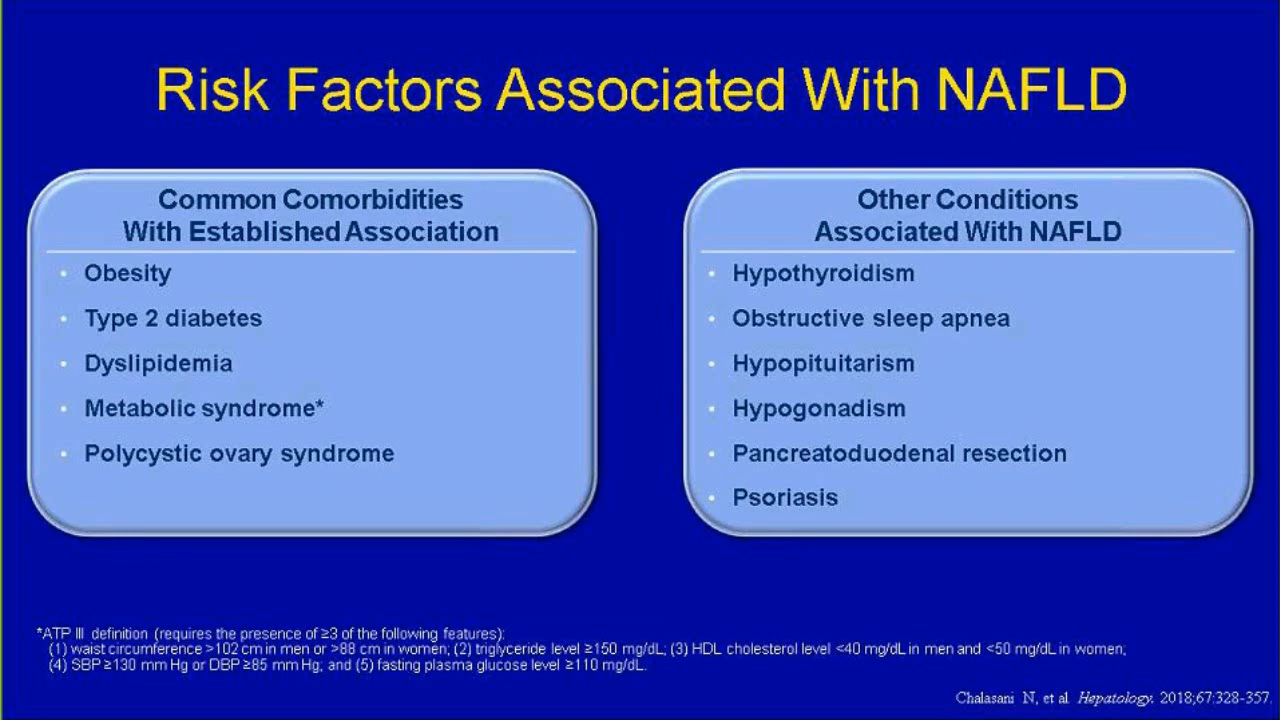 Risk Factors Associated With NAFLD
Common Comorbidities
With Established Association
• Obesity
• Type 2 diabetes
• Dyslipidemia
• Metabolic syndrome*
• Polycystic ovary syndrome
Other Conditions
Associated With NAFLD
• Hypothyroidism
• Obstructive sleep apnea
• Hypopituitarism
• Hypogonadism
• Pancreatoduodenal resection
• Psoriasis
*ATP III definition (requires the presence of ≥3 of the following features):
(1) waist circumference >102 cm in men or >88 cm in women; (2) triglyceride level ≥150 mg/dL; (3) HDL cholesterol level <40 mg/dL in men and <50 mg/dL in women;
(4) SBP ≥130 mm Hg or DBP ≥85 mm Hg; and (5) fasting plasma glucose level ≥110 mg/dL.
Chalasani N, et al. Hepatology. 2018;67:328-357.